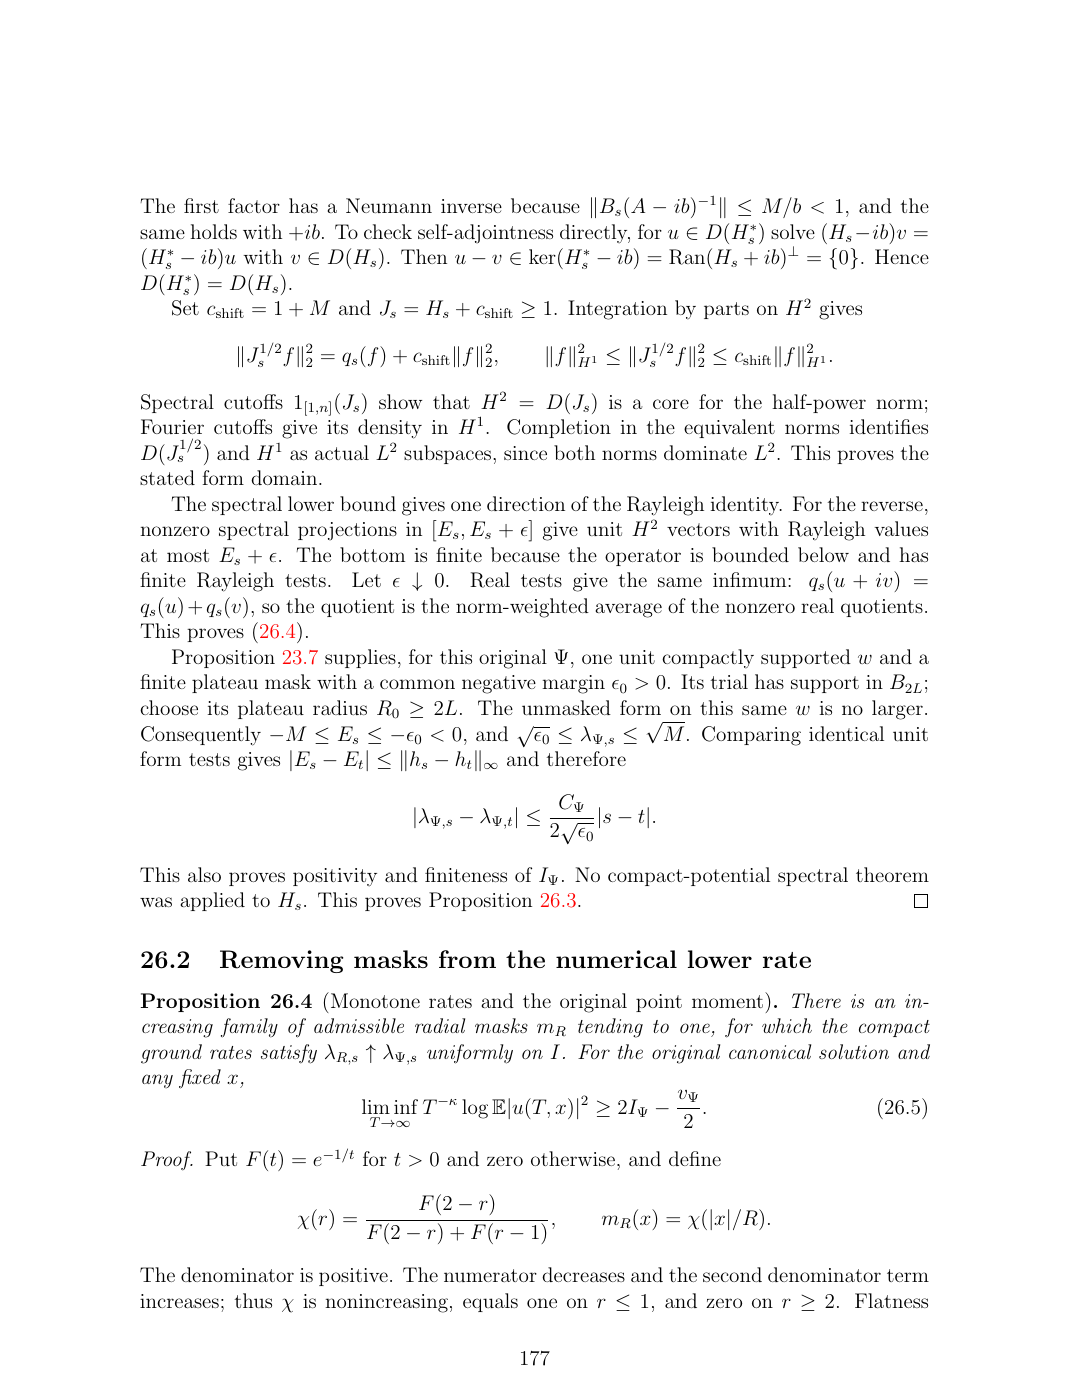 The first factor has a Neumann inverse because ‖B_s(A − ib)^{−1}‖ ≤ M/b < 1, and the
same holds with +ib. To check self-adjointness directly, for u ∈ D(H_s^*) solve (H_s−ib)v =
(H_s^* − ib)u with v ∈ D(H_s). Then u − v ∈ ker(H_s^* − ib) = Ran(H_s + ib)^⊥ = {0}. Hence
D(H_s^*) = D(H_s).
Set c_{shift} = 1 + M and J_s = H_s + c_{shift} ≥ 1. Integration by parts on H^2 gives
‖J_s^{1/2}f‖_2^2 = q_s(f) + c_{shift}‖f‖_2^2, ‖f‖_{H^1}^2 ≤ ‖J_s^{1/2}f‖_2^2 ≤ c_{shift}‖f‖_{H^1}^2.
Spectral cutoffs 1_{[1,n]}(J_s) show that H^2 = D(J_s) is a core for the half-power norm;
Fourier cutoffs give its density in H^1. Completion in the equivalent norms identifies
D(J_s^{1/2}) and H^1 as actual L^2 subspaces, since both norms dominate L^2. This proves the
stated form domain.
The spectral lower bound gives one direction of the Rayleigh identity. For the reverse,
nonzero spectral projections in [E_s, E_s + ϵ] give unit H^2 vectors with Rayleigh values
at most E_s + ϵ. The bottom is finite because the operator is bounded below and has
finite Rayleigh tests. Let ϵ ↓ 0. Real tests give the same infimum: q_s(u + iv) =
q_s(u)+q_s(v), so the quotient is the norm-weighted average of the nonzero real quotients.
This proves (26.4).
Proposition 23.7 supplies, for this original Ψ, one unit compactly supported w and a
finite plateau mask with a common negative margin ϵ_0 > 0. Its trial has support in B_{2L};
choose its plateau radius R_0 ≥ 2L. The unmasked form on this same w is no larger.
Consequently −M ≤ E_s ≤ −ϵ_0 < 0, and √ϵ_0 ≤ λ_{Ψ,s} ≤ √M. Comparing identical unit
form tests gives |E_s − E_t| ≤ ‖h_s − h_t‖_∞ and therefore
|λ_{Ψ,s} − λ_{Ψ,t}| ≤ \frac{C_Ψ}{2√ϵ_0}|s − t|.
This also proves positivity and finiteness of I_Ψ. No compact-potential spectral theorem
was applied to H_s. This proves Proposition 26.3. □
26.2 Removing masks from the numerical lower rate
Proposition 26.4 (Monotone rates and the original point moment). There is an in-
creasing family of admissible radial masks m_R tending to one, for which the compact
ground rates satisfy λ_{R,s} ↑ λ_{Ψ,s} uniformly on I. For the original canonical solution and
any fixed x,
\liminf_{T→∞} T^{−κ} log 𝔼|u(T, x)|^2 ≥ 2I_Ψ − \frac{v_Ψ}{2}. (26.5)
Proof. Put F(t) = e^{−1/t} for t > 0 and zero otherwise, and define
χ(r) = \frac{F(2 − r)}{F(2 − r) + F(r − 1)}, m_R(x) = χ(|x|/R).
The denominator is positive. The numerator decreases and the second denominator term
increases; thus χ is nonincreasing, equals one on r ≤ 1, and zero on r ≥ 2. Flatness
177